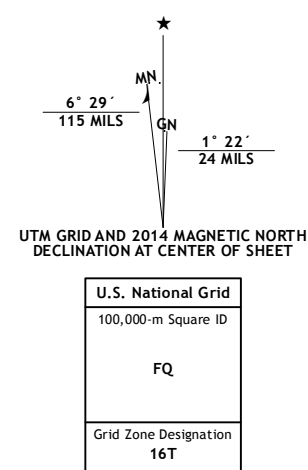 ★
MN.
6° 29´
115 MILS
GN
1° 22´
24 MILS
UTM GRID AND 2014 MAGNETIC NORTH
DECLINATION AT CENTER OF SHEET
U.S. National Grid
100,000-m Square ID
FQ
Grid Zone Designation
16T